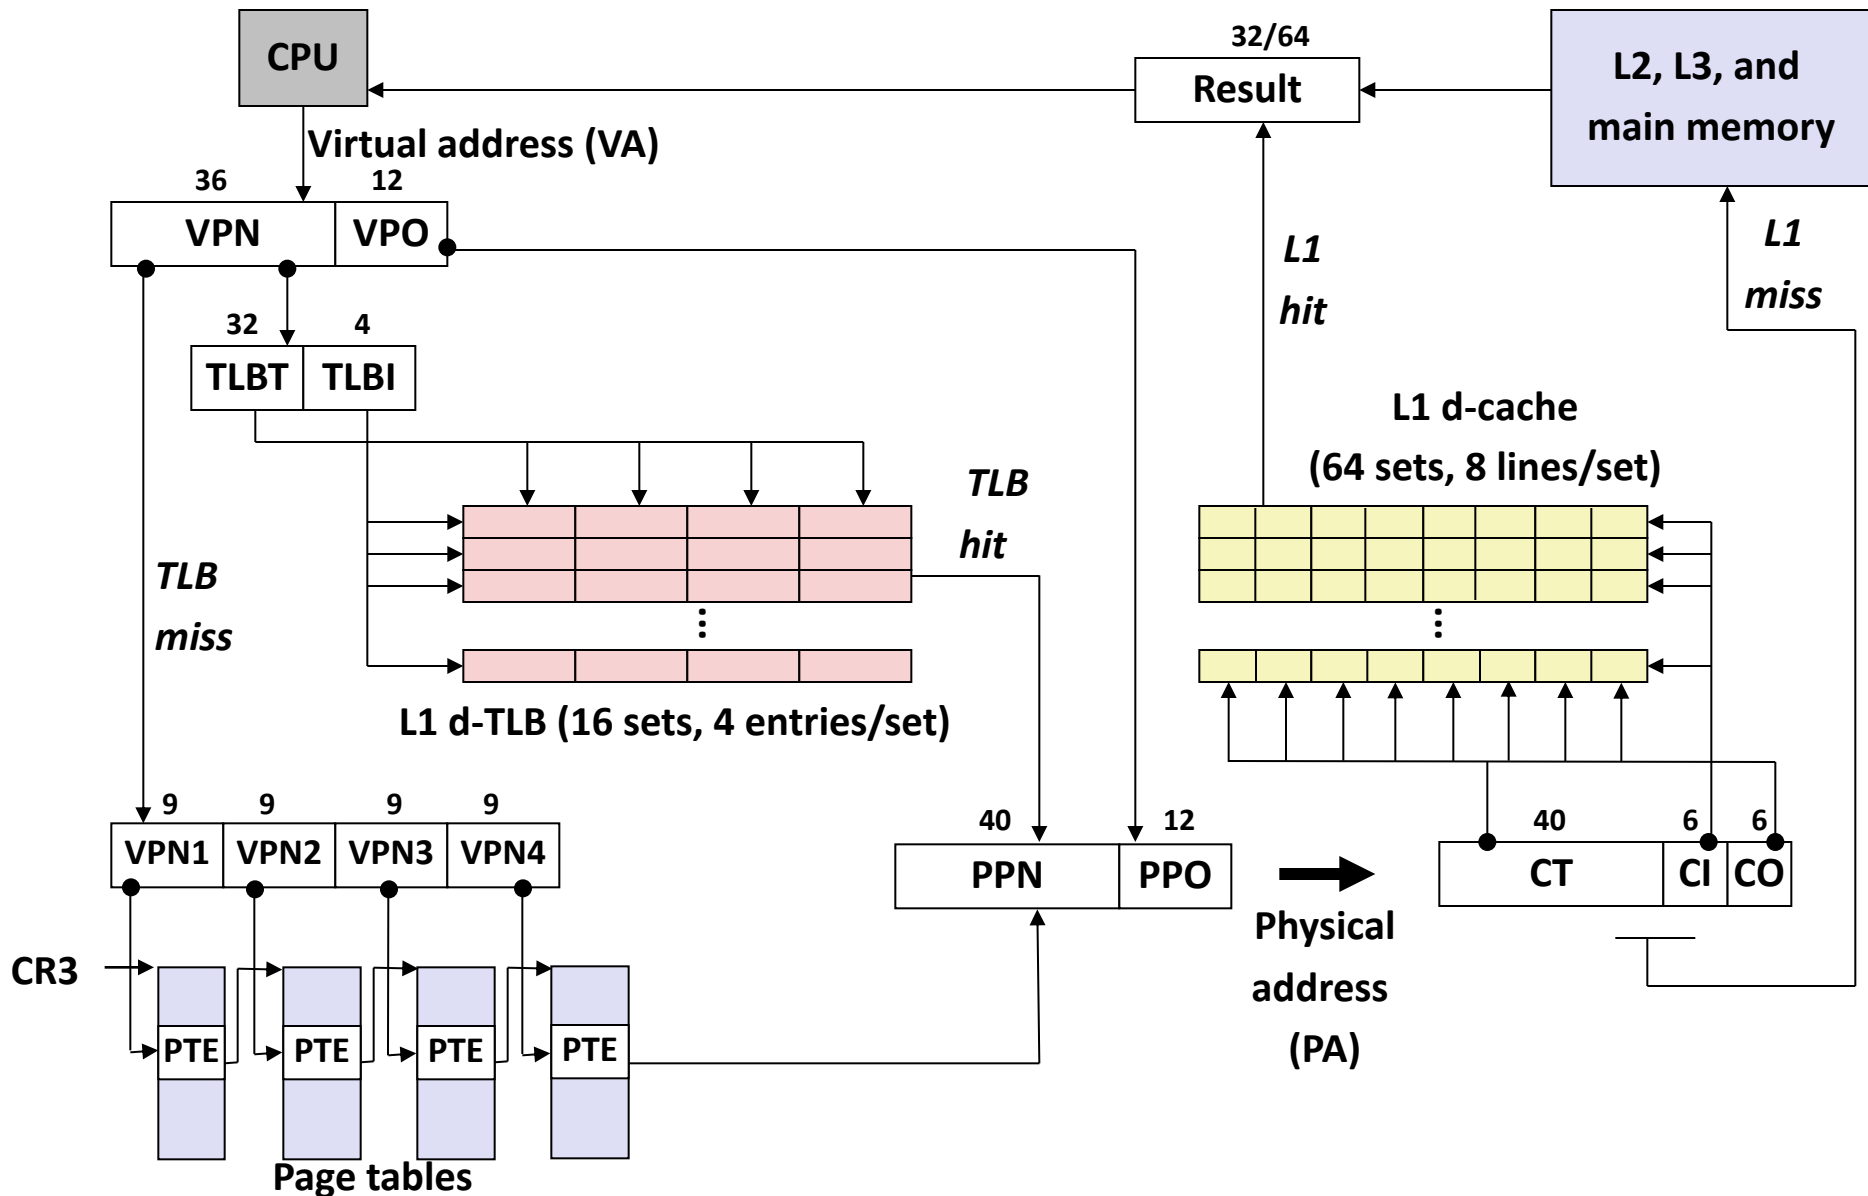 CPU
32/64
Result
L2, L3, and
main memory
Virtual address (VA)
36
12
VPN
VPO
L1
hit
L1
miss
32
4
TLBT
TLBI
L1 d-cache
(64 sets, 8 lines/set)
TLB
hit
TLB
miss
...
...
L1 d-TLB (16 sets, 4 entries/set)
9
9
9
9
VPN1
VPN2
VPN3
VPN4
40
12
PPN
PPO
40
6
6
CT
CI
CO
Physical
address
(PA)
CR3
PTE
PTE
PTE
PTE
Page tables